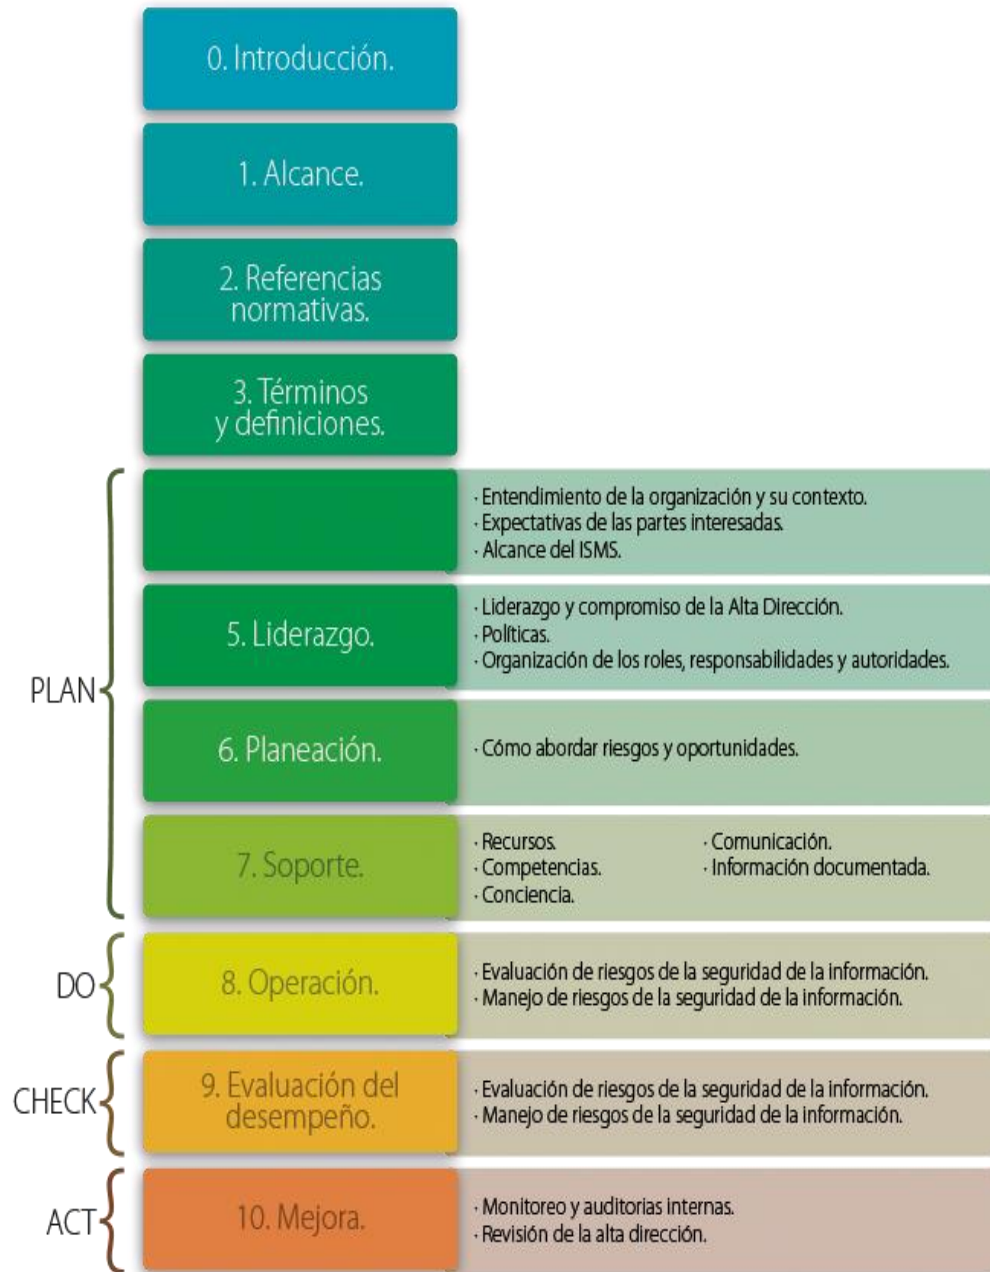 0. Introducción.
1. Alcance.
2. Referencias
normativas.
3. Términos
y definiciones.
PLAN
· Entendimiento de la organización y su contexto.
· Expectativas de las partes interesadas.
· Alcance del ISMS.
5. Liderazgo.
· Liderazgo y compromiso de la Alta Dirección.
· Políticas.
· Organización de los roles, responsabilidades y autoridades.
6. Planeación.
· Cómo abordar riesgos y oportunidades.
7. Soporte.
· Recursos.
· Competencias.
· Conciencia.
· Comunicación.
· Información documentada.
DO
8. Operación.
· Evaluación de riesgos de la seguridad de la información.
· Manejo de riesgos de la seguridad de la información.
CHECK
9. Evaluación del
desempeño.
· Evaluación de riesgos de la seguridad de la información.
· Manejo de riesgos de la seguridad de la información.
ACT
10. Mejora.
· Monitoreo y auditorias internas.
· Revisión de la alta dirección.